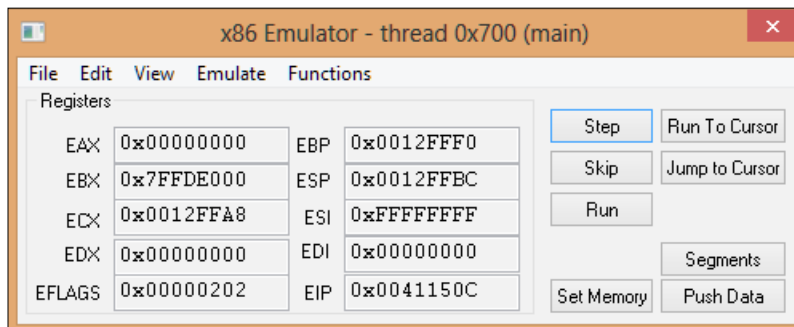 x86 Emulator - thread 0x700 (main)
File Edit View Emulate Functions
Registers
EAX 0x00000000 EBP 0x0012FFF0
EBX 0x7FFDE000 ESP 0x0012FFBC
ECX 0x0012FFA8 ESI 0xFFFFFFFF
EDX 0x00000000 EDI 0x00000000
EFLAGS 0x00000202 EIP 0x0041150C
Step Run To Cursor
Skip Jump to Cursor
Run
Segments
Set Memory Push Data